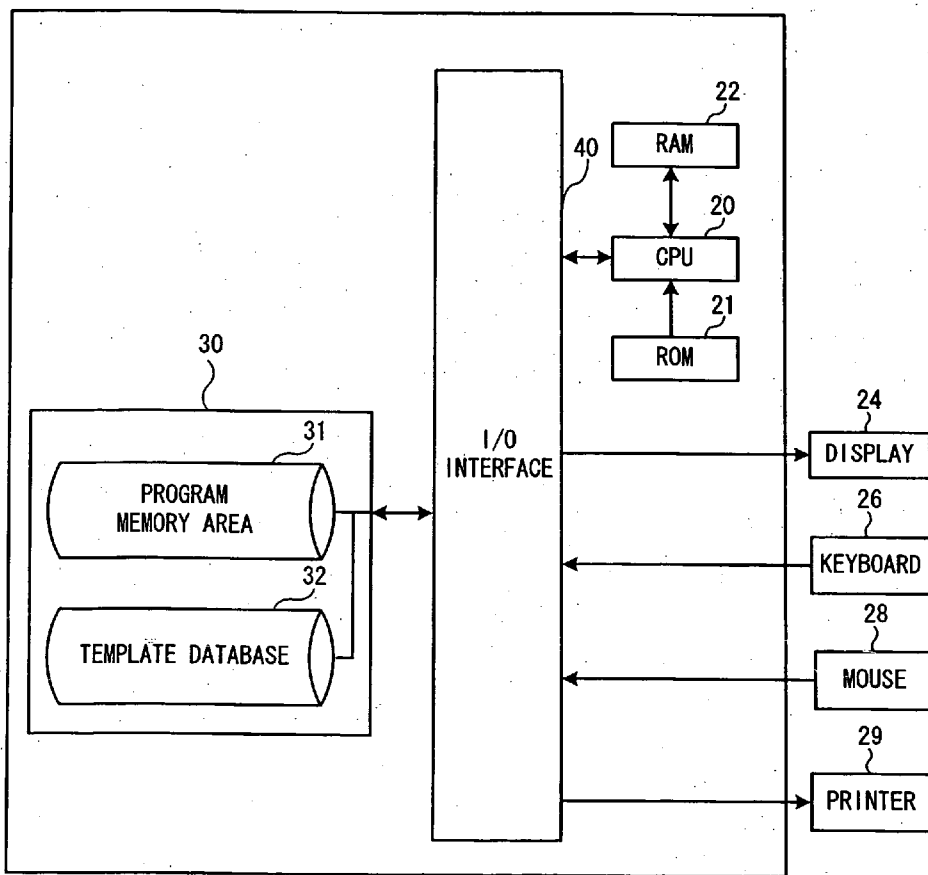 22
RAM
40
20
CPU
21
ROM
30
31
PROGRAM
MEMORY AREA
32
TEMPLATE DATABASE
I/O
INTERFACE
24
DISPLAY
26
KEYBOARD
28
MOUSE
29
PRINTER